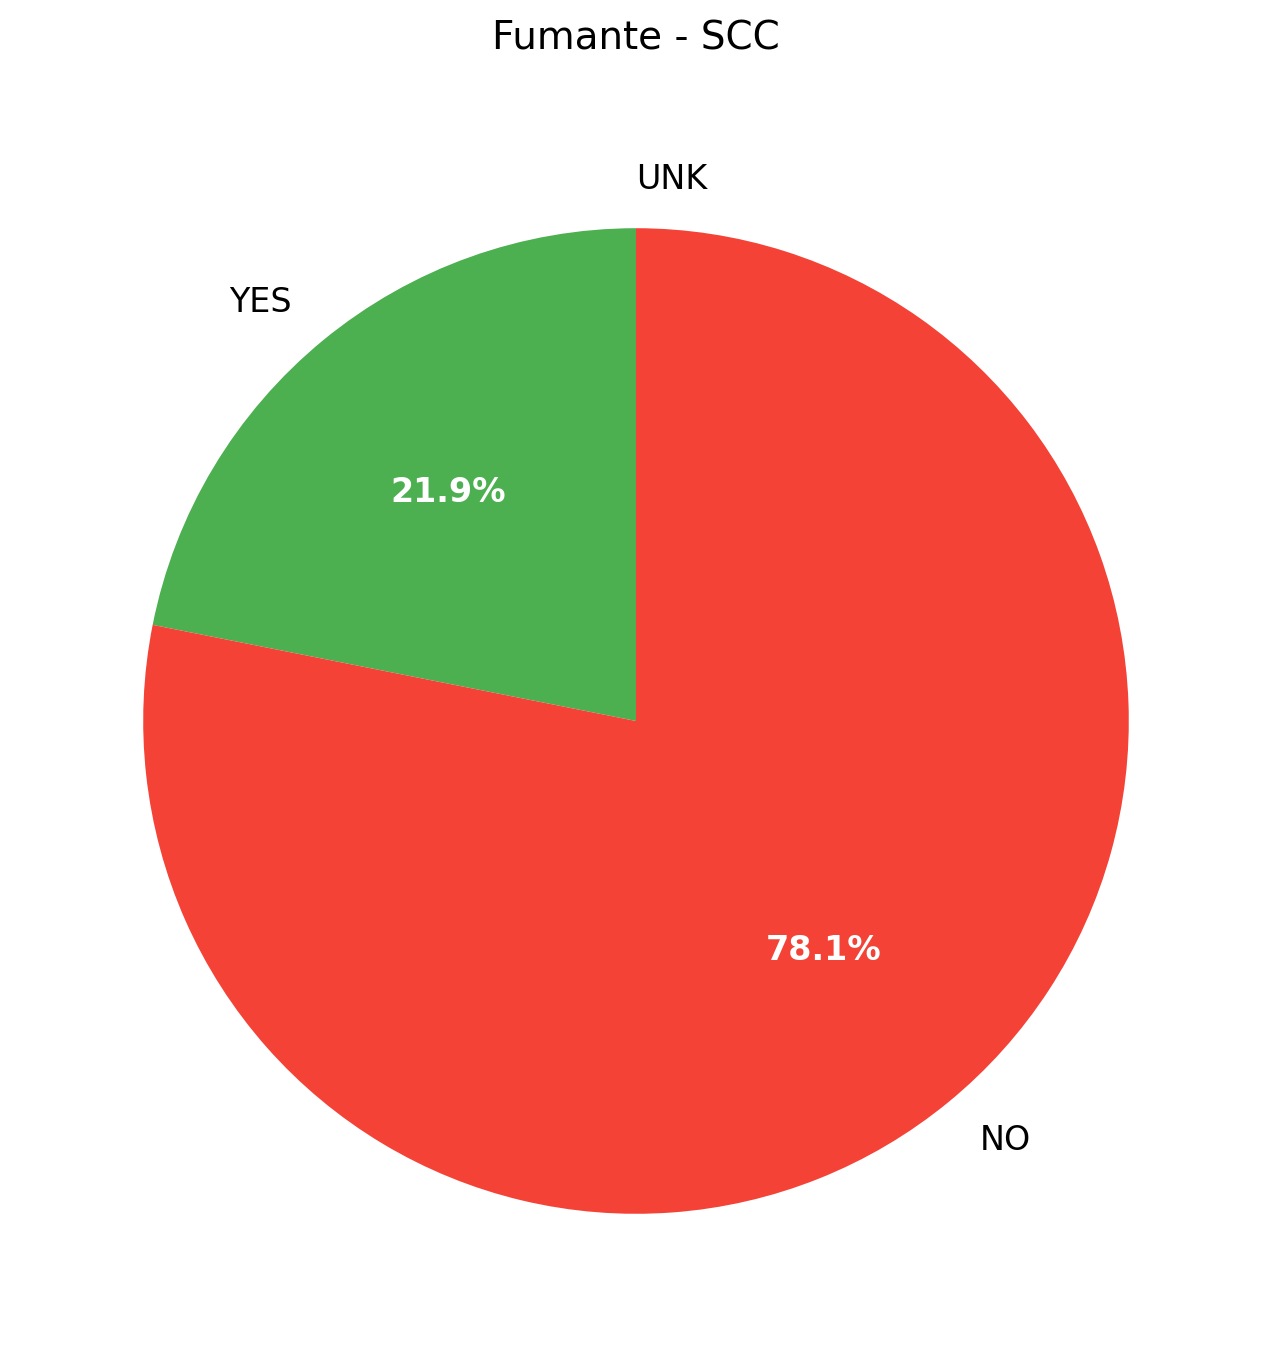 Fumante - SCC
UNK
YES
21.9%
78.1%
NO